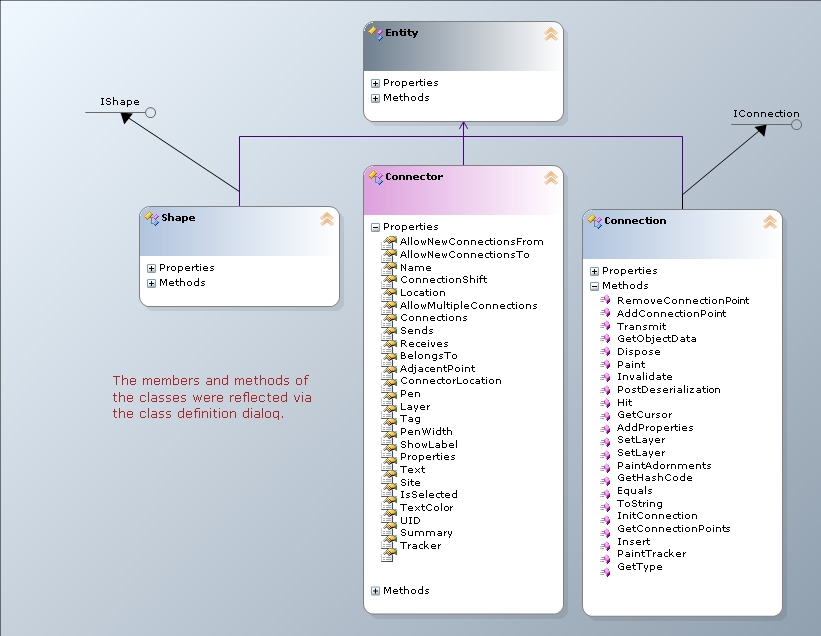 Entity
Properties
Methods
IShape
IConnection
Shape
Properties
Methods
The members and methods of
the classes were reflected via
the class definition dialog.
Connector
Properties
AllowNewConnectionsFrom
AllowNewConnectionsTo
Name
ConnectionShift
Location
AllowMultipleConnections
Connections
Sends
Receives
BelongsTo
AdjacentPoint
ConnectorLocation
Pen
Layer
Tag
PenWidth
ShowLabel
Properties
Text
Site
IsSelected
TextColor
UID
Summary
Tracker
Methods
Connection
Properties
Methods
RemoveConnectionPoint
AddConnectionPoint
Transmit
GetObjectData
Dispose
Paint
Invalidate
PostDeserialization
Hit
GetCursor
AddProperties
SetLayer
SetLayer
PaintAdornments
GetHashCode
Equals
ToString
InitConnection
GetConnectionPoints
Insert
PaintTracker
GetType